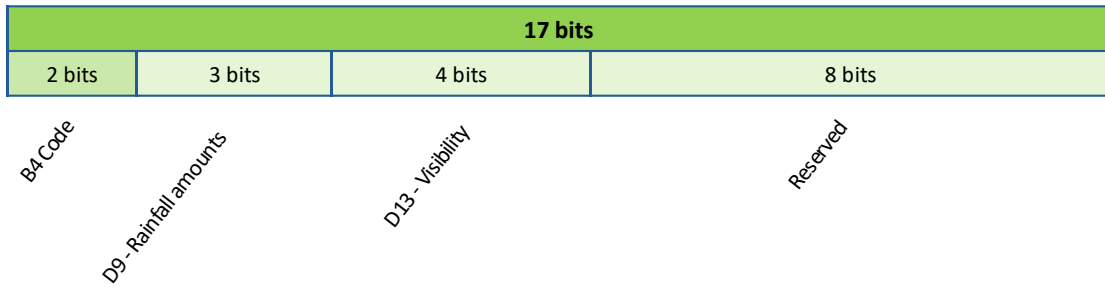 17 bits
2 bits
3 bits
4 bits
8 bits
B4 Code
D9 - Rainfall amounts
D13 - Visibility
Reserved